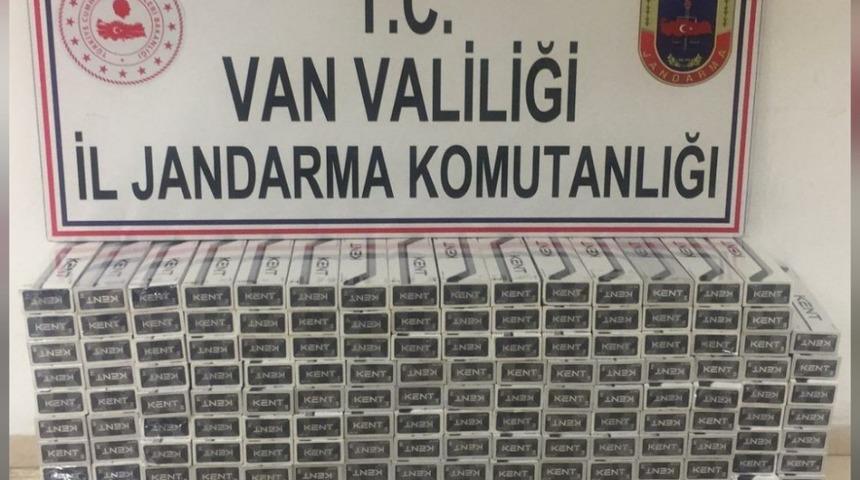 T.C.
VAN VALİLİĞİ
İL JANDARMA KOMUTANLIĞI
JANDARMA
KENT